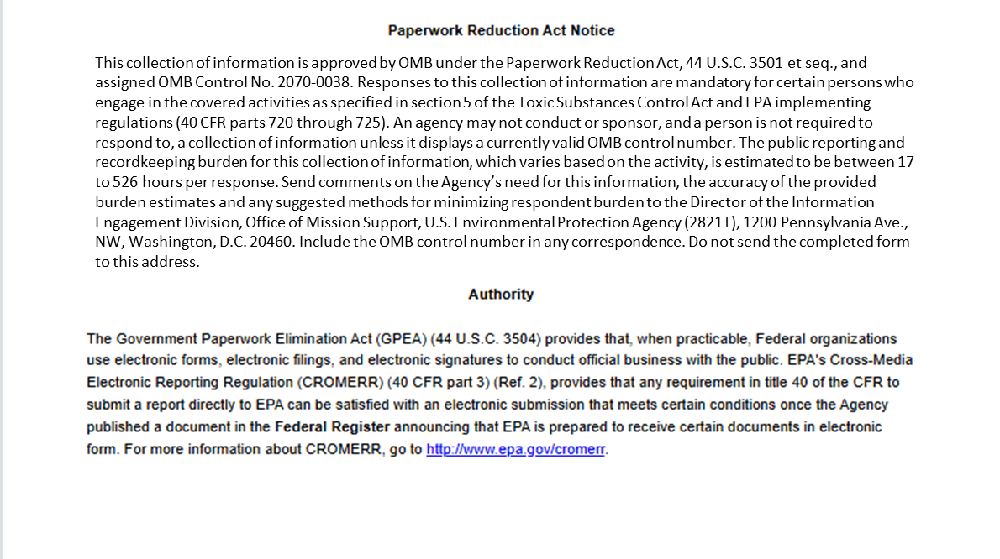 Paperwork Reduction Act Notice
This collection of information is approved by OMB under the Paperwork Reduction Act, 44 U.S.C. 3501 et seq., and
assigned OMB Control No. 2070-0038. Responses to this collection of information are mandatory for certain persons who
engage in the covered activities as specified in section 5 of the Toxic Substances Control Act and EPA implementing
regulations (40 CFR parts 720 through 725). An agency may not conduct or sponsor, and a person is not required to
respond to, a collection of information unless it displays a currently valid OMB control number. The public reporting and
recordkeeping burden for this collection of information, which varies based on the activity, is estimated to be between 17
to 526 hours per response. Send comments on the Agency’s need for this information, the accuracy of the provided
burden estimates and any suggested methods for minimizing respondent burden to the Director of the Information
Engagement Division, Office of Mission Support, U.S. Environmental Protection Agency (2821T), 1200 Pennsylvania Ave.,
NW, Washington, D.C. 20460. Include the OMB control number in any correspondence. Do not send the completed form
to this address.
Authority
The Government Paperwork Elimination Act (GPEA) (44 U.S.C. 3504) provides that, when practicable, Federal organizations
use electronic forms, electronic filings, and electronic signatures to conduct official business with the public. EPA's Cross-Media
Electronic Reporting Regulation (CROMERR) (40 CFR part 3) (Ref. 2), provides that any requirement in title 40 of the CFR to
submit a report directly to EPA can be satisfied with an electronic submission that meets certain conditions once the Agency
published a document in the Federal Register announcing that EPA is prepared to receive certain documents in electronic
form. For more information about CROMERR, go to http://www.epa.gov/cromerr.